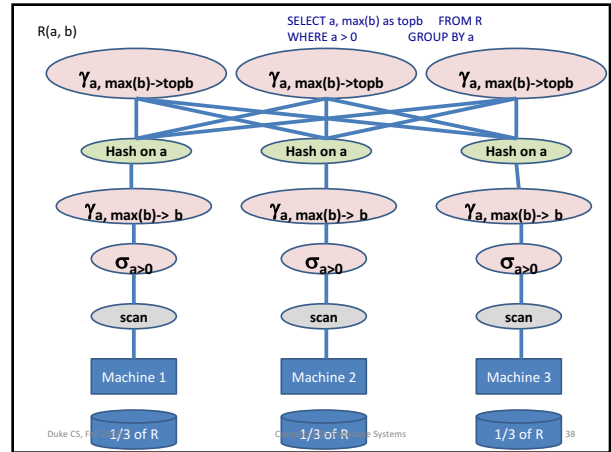 R(a, b)
SELECT a, max(b) as topb FROM R
WHERE a > 0 GROUP BY a
γa, max(b)->topb γa, max(b)->topb γa, max(b)->topb
Hash on a Hash on a Hash on a
γa, max(b)-> b γa, max(b)-> b γa, max(b)-> b
σa>0 σa>0 σa>0
scan scan scan
Machine 1 Machine 2 Machine 3
Duke CS, 1/3 of R 1/3 of R Systems 1/3 of R 38